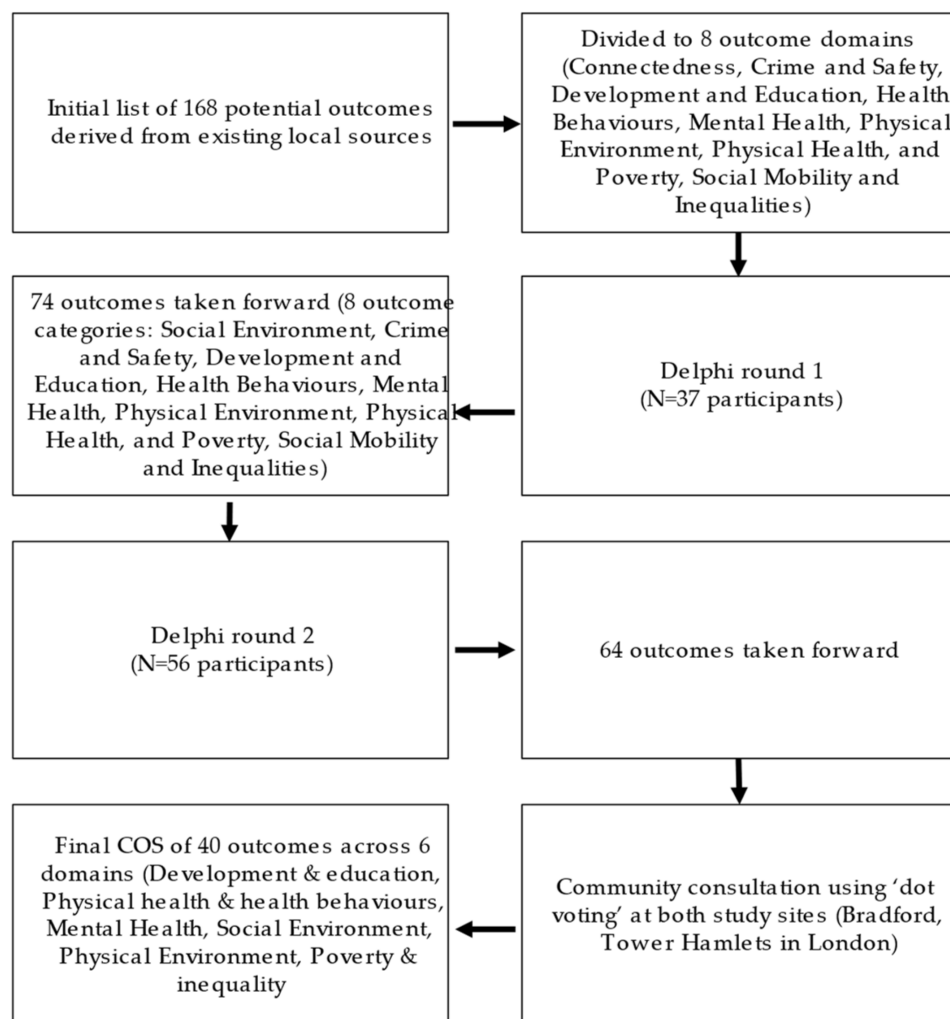 Initial list of 168 potential outcomes
derived from existing local sources
Divided to 8 outcome domains
(Connectedness, Crime and Safety,
Development and Education, Health
Behaviours, Mental Health, Physical
Environment, Physical Health, and
Poverty, Social Mobility and
Inequalities)
Delphi round 1
(N=37 participants)
74 outcomes taken forward (8 outcome
categories: Social Environment, Crime
and Safety, Development and
Education, Health Behaviours, Mental
Health, Physical Environment, Physical
Health, and Poverty, Social Mobility
and Inequalities)
Delphi round 2
(N=56 participants)
64 outcomes taken forward
Community consultation using ‘dot
voting’ at both study sites (Bradford,
Tower Hamlets in London)
Final COS of 40 outcomes across 6
domains (Development & education,
Physical health & health behaviours,
Mental Health, Social Environment,
Physical Environment, Poverty &
inequality